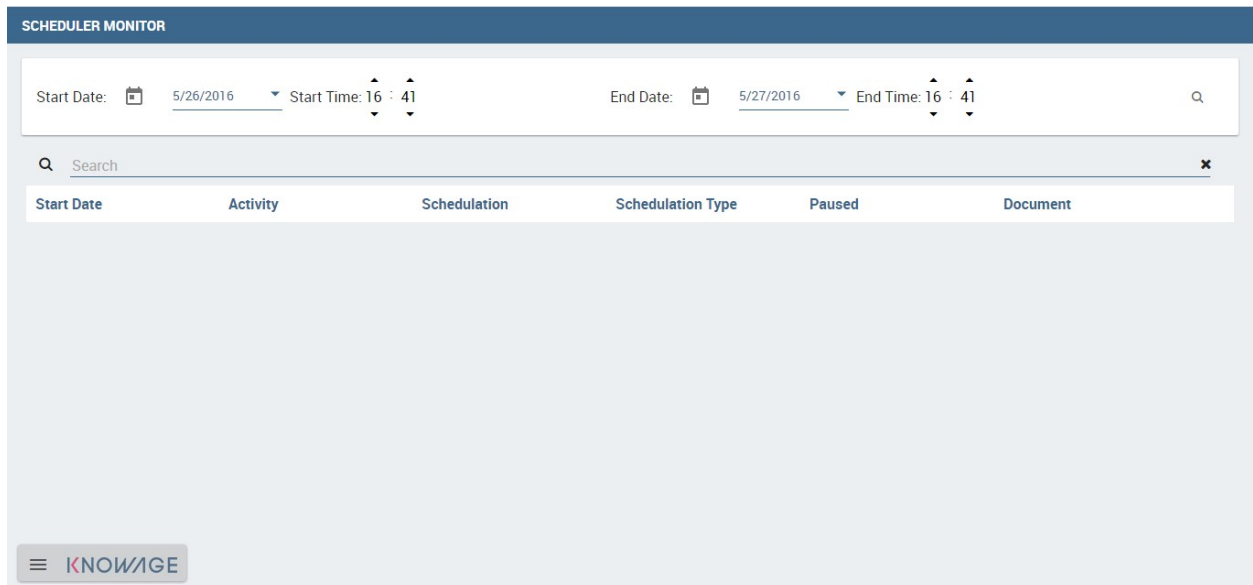 SCHEDULER MONITOR
Start Date: 5/26/2016 Start Time: 16 : 41 End Date: 5/27/2016 End Time: 16 : 41
Search
Start Date Activity Schedulation Schedulation Type Paused Document
KNOWAGE